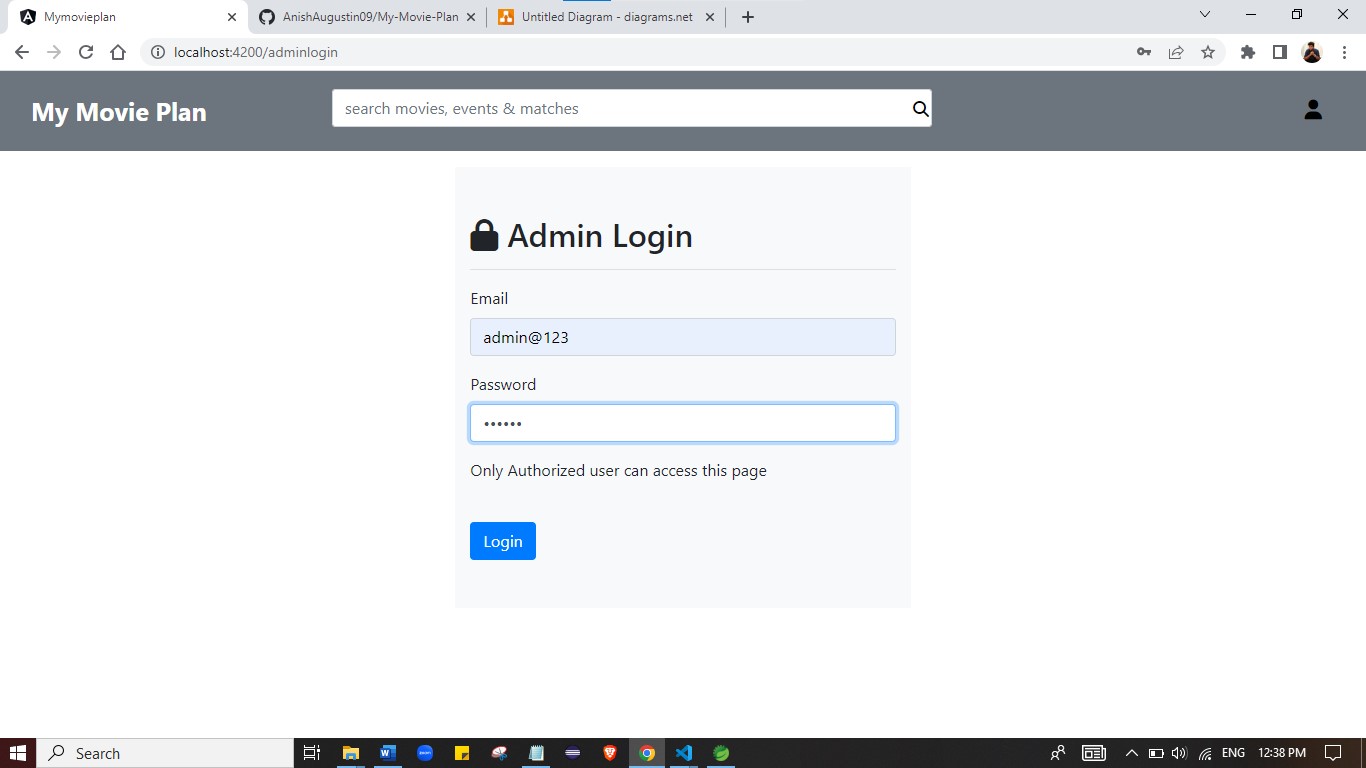 Mymovieplan
AnishAugustin09/My-Movie-Plan
Untitled Diagram - diagrams.net
localhost:4200/adminlogin
My Movie Plan
search movies, events & matches
Admin Login
Email
admin@123
Password
••••••
Only Authorized user can access this page
Login
Search
ENG
12:38 PM